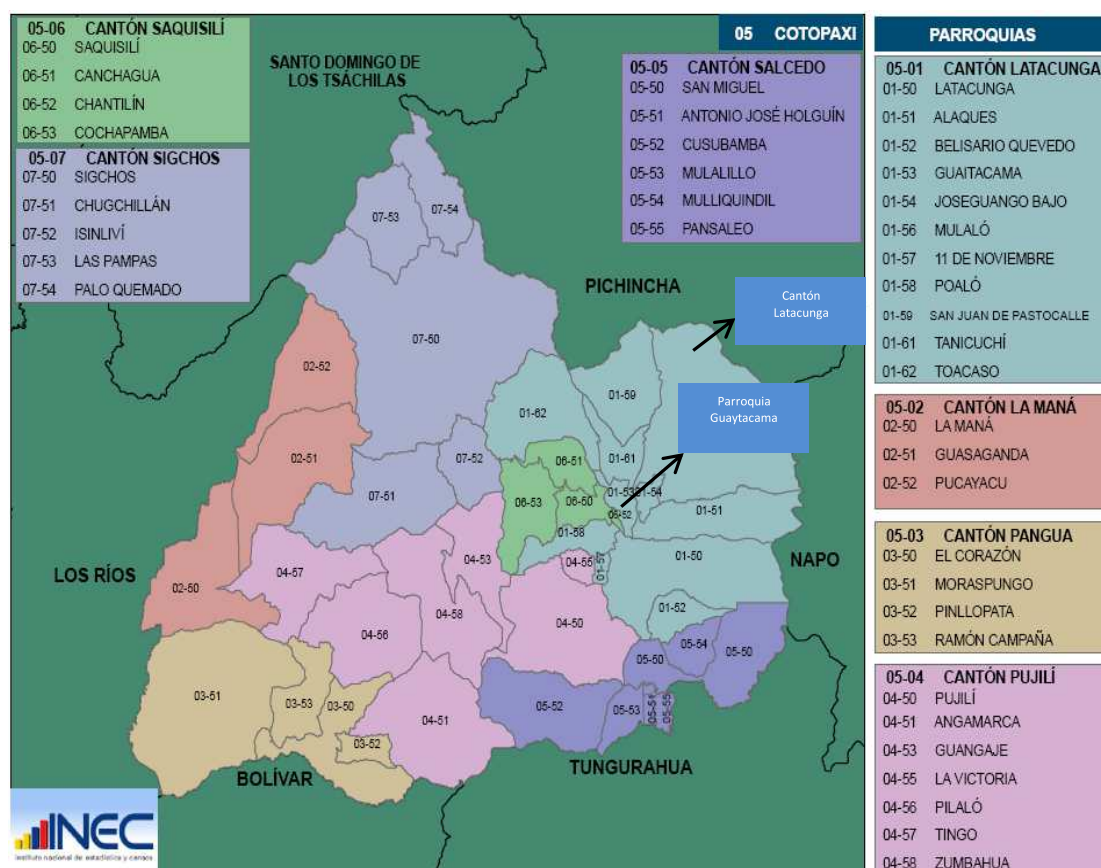 05-06 CANTÓN SAQUISILÍ
06-50 SAQUISILÍ
06-51 CANCHAGUA
06-52 CHANTILÍN
06-53 COCHAPAMBA
05-07 CANTÓN SIGCHOS
07-50 SIGCHOS
07-51 CHUGCHILLÁN
07-52 ISINLIVÍ
07-53 LAS PAMPAS
07-54 PALO QUEMADO
SANTO DOMINGO DE
LOS TSÁCHILAS
05 COTOPAXI
05-05 CANTÓN SALCEDO
05-50 SAN MIGUEL
05-51 ANTONIO JOSÉ HOLGUÍN
05-52 CUSUBAMBA
05-53 MULALILLO
05-54 MULLIQUINDIL
05-55 PANSALEO
PARROQUIAS
05-01 CANTÓN LATACUNGA
01-50 LATACUNGA
01-51 ALAQUES
01-52 BELISARIO QUEVEDO
01-53 GUAITACAMA
01-54 JOSEGUANGO BAJO
01-56 MULALÓ
01-57 11 DE NOVIEMBRE
01-58 POALÓ
01-59 SAN JUAN DE PASTOCALLE
01-61 TANICUCHÍ
01-62 TOACASO
05-02 CANTÓN LA MANÁ
02-50 LA MANÁ
02-51 GUASAGANDA
02-52 PUCAYACU
05-03 CANTÓN PANGUA
03-50 EL CORAZÓN
03-51 MORASPUNGO
03-52 PINLLOPATA
03-53 RAMÓN CAMPAÑA
05-04 CANTÓN PUJILÍ
04-50 PUJILÍ
04-51 ANGAMARCA
04-53 GUANGAJE
04-55 LA VICTORIA
04-56 PILALÓ
04-57 TINGO
04-58 ZUMBAHUA
07-53
07-54
PICHINCHA
Cantón
Latacunga
07-50
02-52
01-59
Parroquia
Guaytacama
01-62
02-51
07-52
06-51
01-61
07-51
06-53
06-50
01-53
01-54
06-52
01-51
01-58
04-53
04-55
01-57
01-50
NAPO
LOS RÍOS
04-57
02-50
04-58
04-56
04-50
01-52
05-54
05-50
05-50
03-51
03-53
03-50
04-51
05-52
05-53
05-51
05-55
03-52
BOLÍVAR
TUNGURAHUA
INEC
instituto nacional de estadística y censos